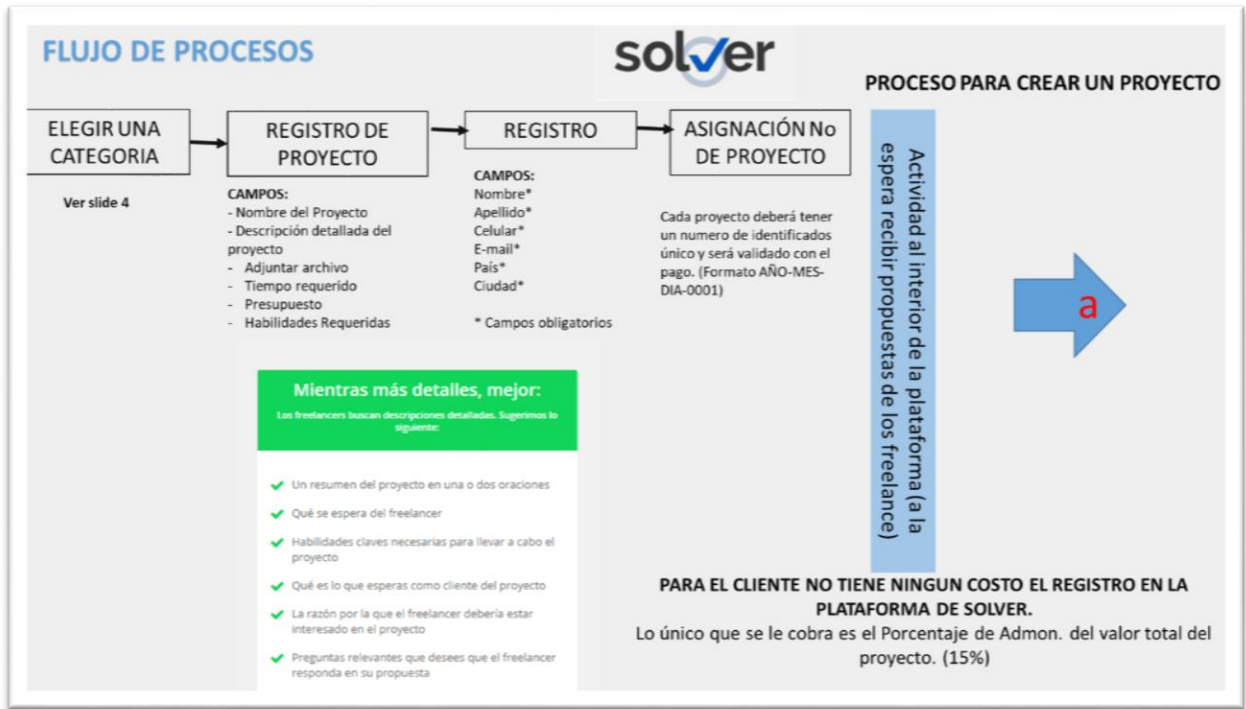 FLUJO DE PROCESOS
solver
PROCESO PARA CREAR UN PROYECTO
ELEGIR UNA
CATEGORIA
Ver slide 4
REGISTRO DE
PROYECTO
CAMPOS:
- Nombre del Proyecto
- Descripción detallada del
proyecto
- Adjuntar archivo
- Tiempo requerido
- Presupuesto
- Habilidades Requeridas
REGISTRO
CAMPOS:
Nombre*
Apellido*
Celular*
E-mail*
País*
Ciudad*
* Campos obligatorios
ASIGNACIÓN No
DE PROYECTO
Cada proyecto deberá tener
un numero de identificados
único y será validado con el
pago. (Formato AÑO-MES-
DIA-0001)
Actividad al interior de la plataforma (a la
espera recibir propuestas de los freelance)
a
Mientras más detalles, mejor:
Los freelancers buscan descripciones detalladas. Sugerimos lo
siguiente:
Un resumen del proyecto en una o dos oraciones
Qué se espera del freelancer
Habilidades claves necesarias para llevar a cabo el
proyecto
Qué es lo que esperas como cliente del proyecto
La razón por la que el freelancer debería estar
interesado en el proyecto
Preguntas relevantes que desees que el freelancer
responda en su propuesta
PARA EL CLIENTE NO TIENE NINGUN COSTO EL REGISTRO EN LA
PLATAFORMA DE SOLVER.
Lo único que se le cobra es el Porcentaje de Admon. del valor total del
proyecto. (15%)